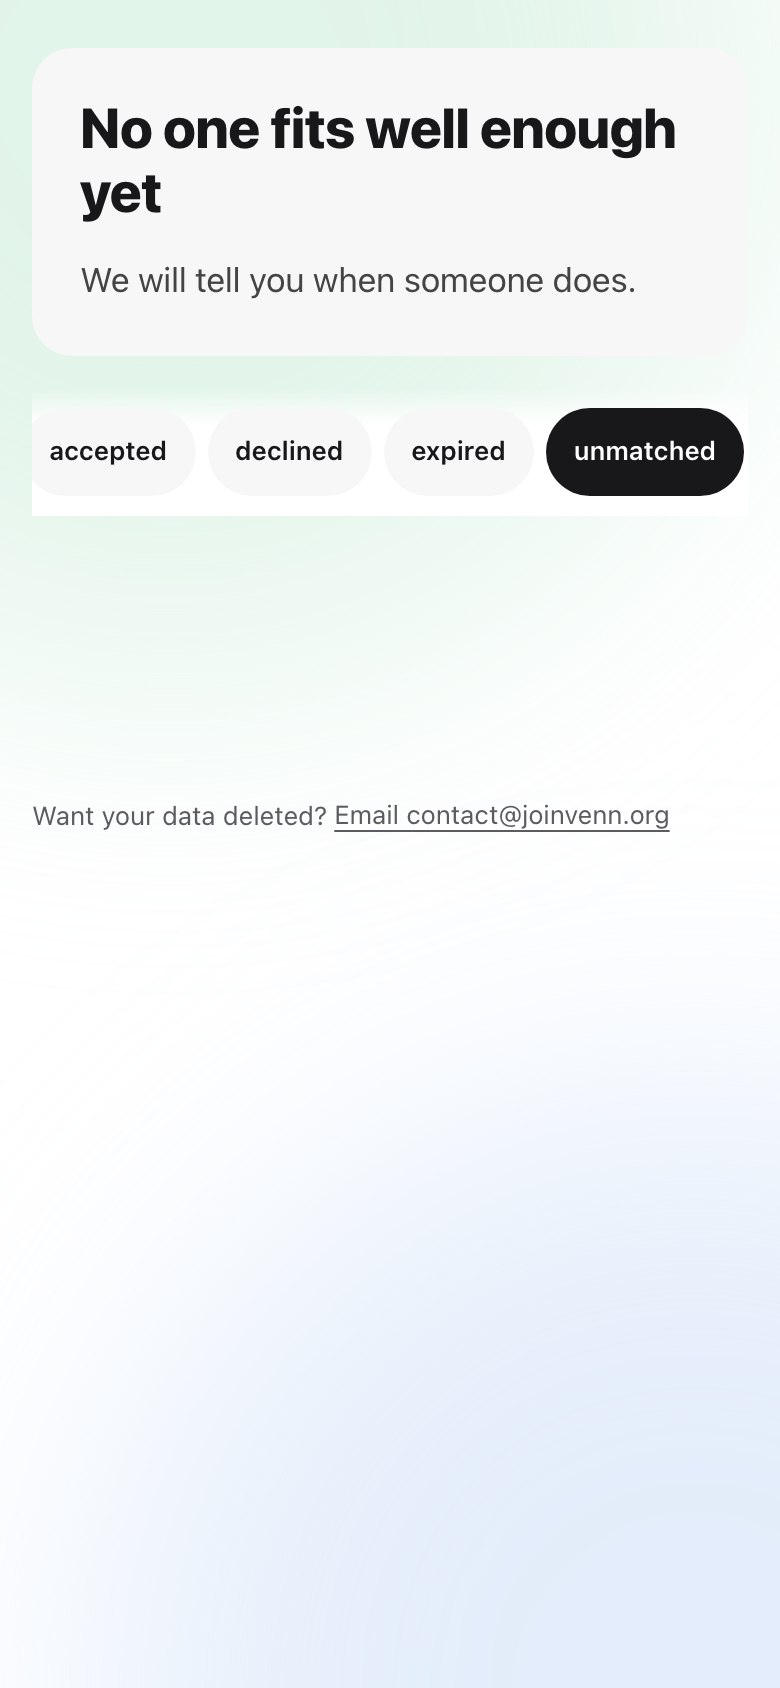 No one fits well enough
yet
We will tell you when someone does.
accepted declined expired unmatched
Want your data deleted? Email contact@joinvenn.org